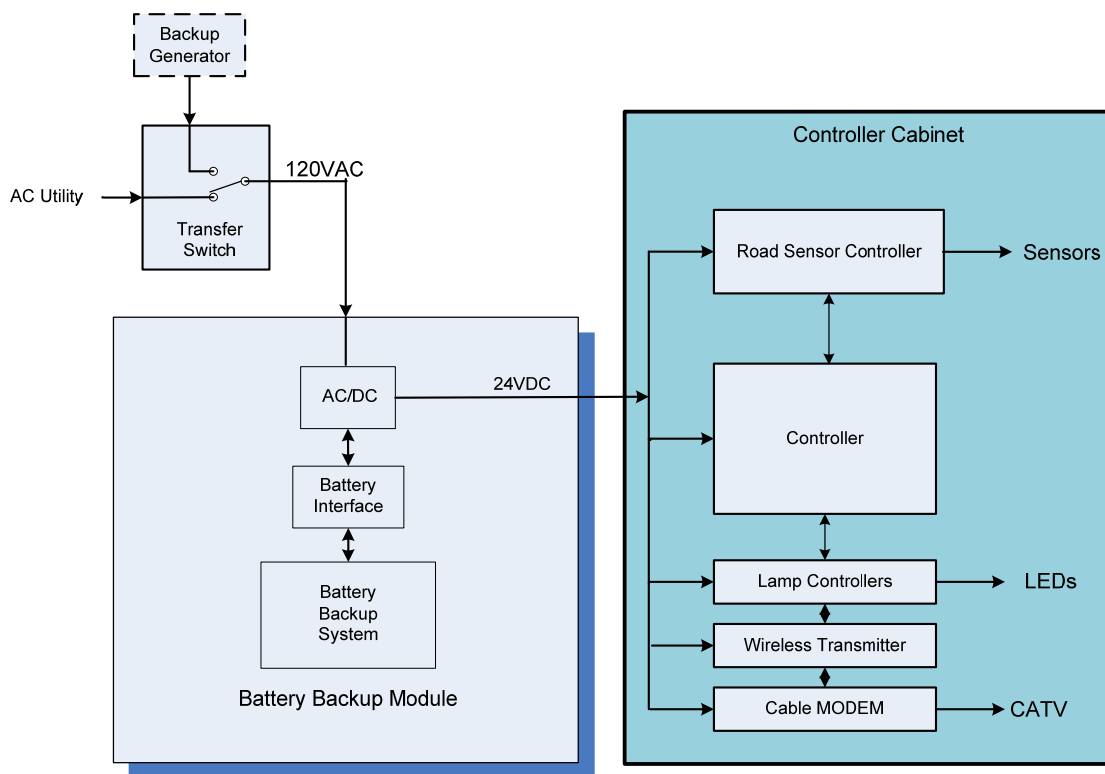 Backup
Generator
120VAC
AC Utility
Transfer
Switch
AC/DC
24VDC
Battery
Interface
Battery
Backup
System
Battery Backup Module
Controller Cabinet
Road Sensor Controller
Sensors
Controller
Lamp Controllers
LEDs
Wireless Transmitter
Cable MODEM
CATV